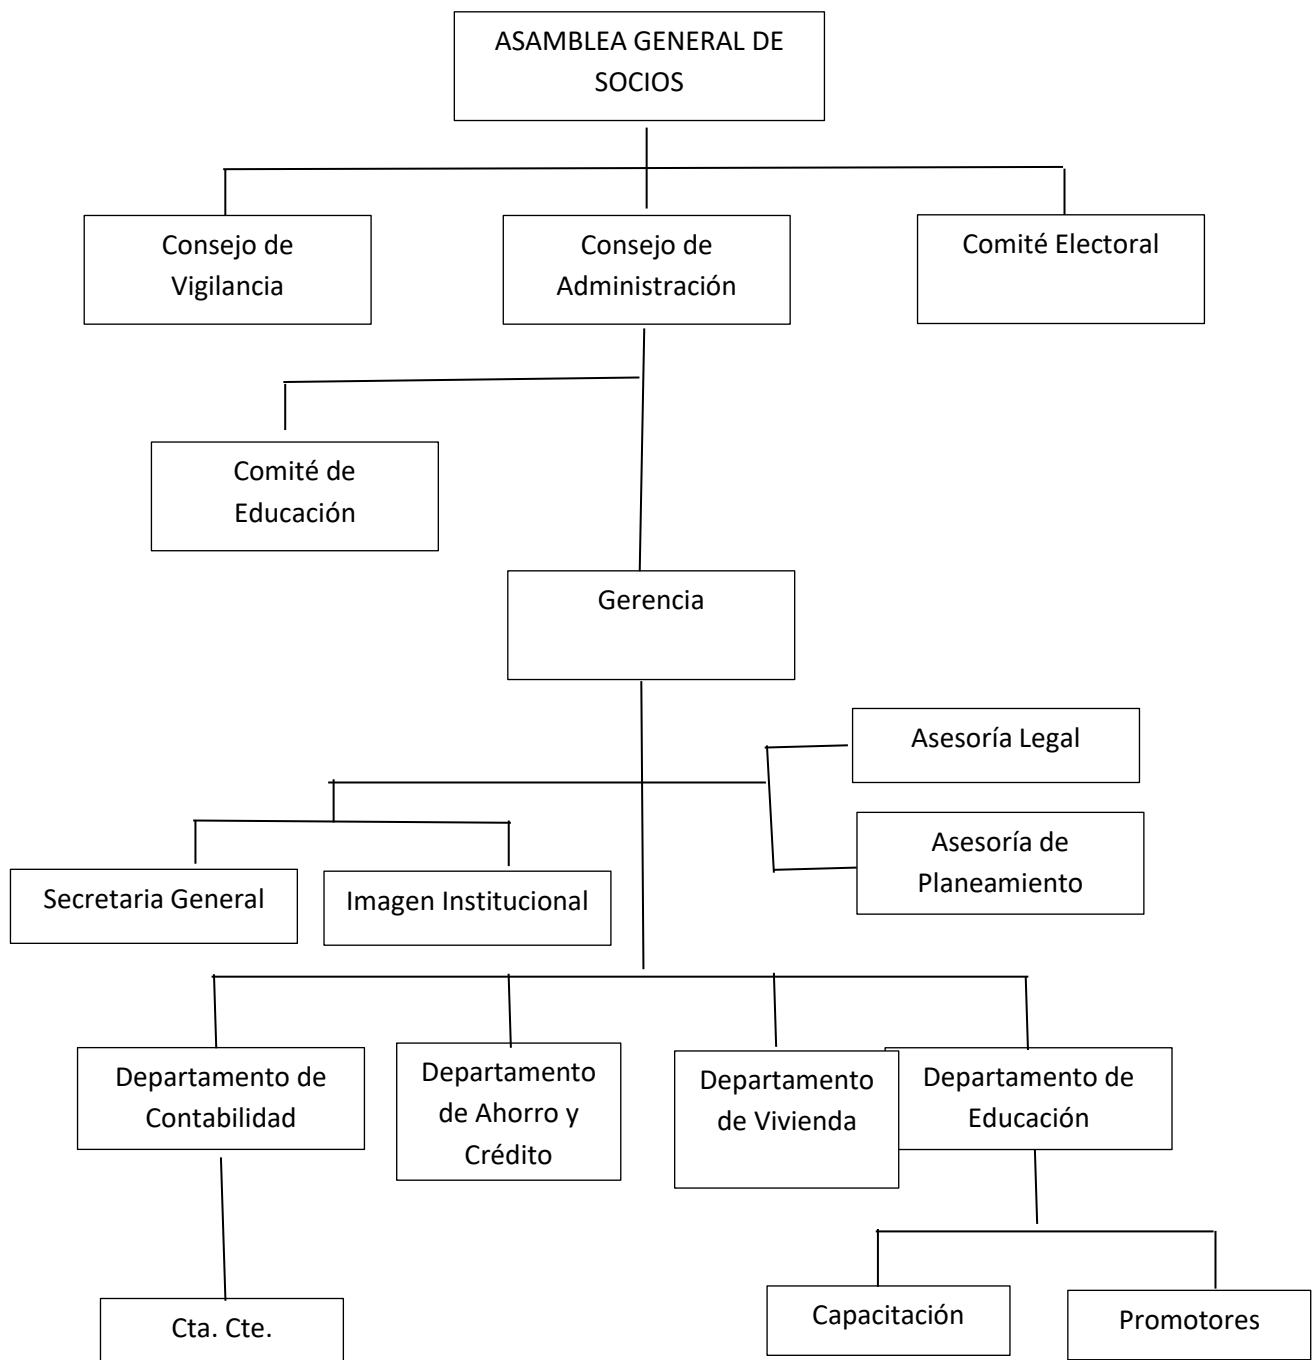 ASAMBLEA GENERAL DE
SOCIOS
Consejo de
Vigilancia
Consejo de
Administración
Comité Electoral
Comité de
Educación
Gerencia
Asesoría Legal
Asesoría de
Planeamiento
Secretaria General
Imagen Institucional
Departamento de
Contabilidad
Departamento
de Ahorro y
Crédito
Departamento
de Vivienda
Departamento de
Educación
Cta. Cte.
Capacitación
Promotores